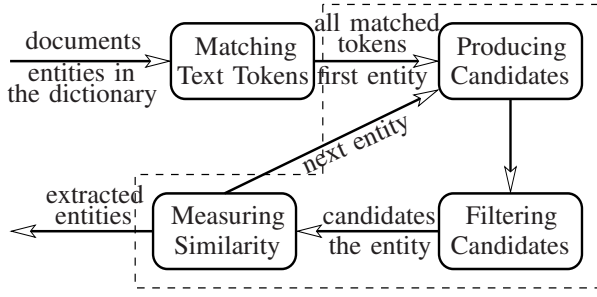 documents
entities in
the dictionary
Matching
Text Tokens
all matched
tokens
first entity
Producing
Candidates
next entity
extracted
entities
Measuring
Similarity
candidates
the entity
Filtering
Candidates